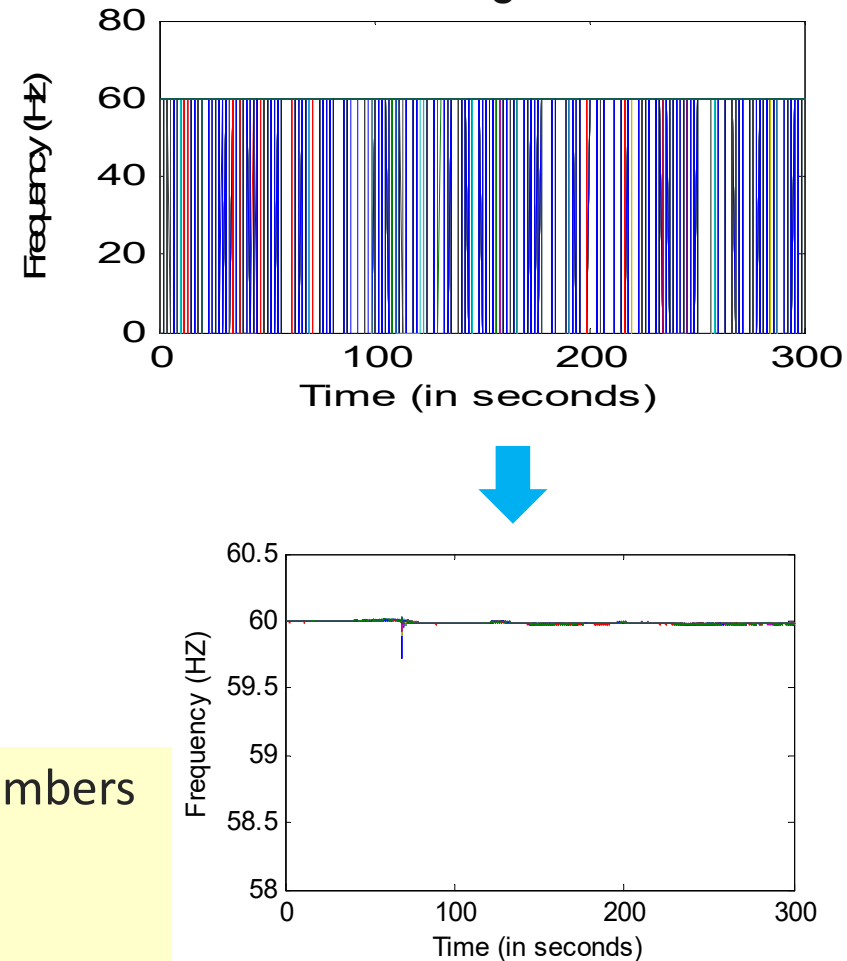 g
80
60
40
20
0
Frequency (Hz)
0 100 200 300
Time (in seconds)
60.5
60
59.5
59
58.5
58
Frequency (HZ)
0 100 200 300
Time (in seconds)
mbers